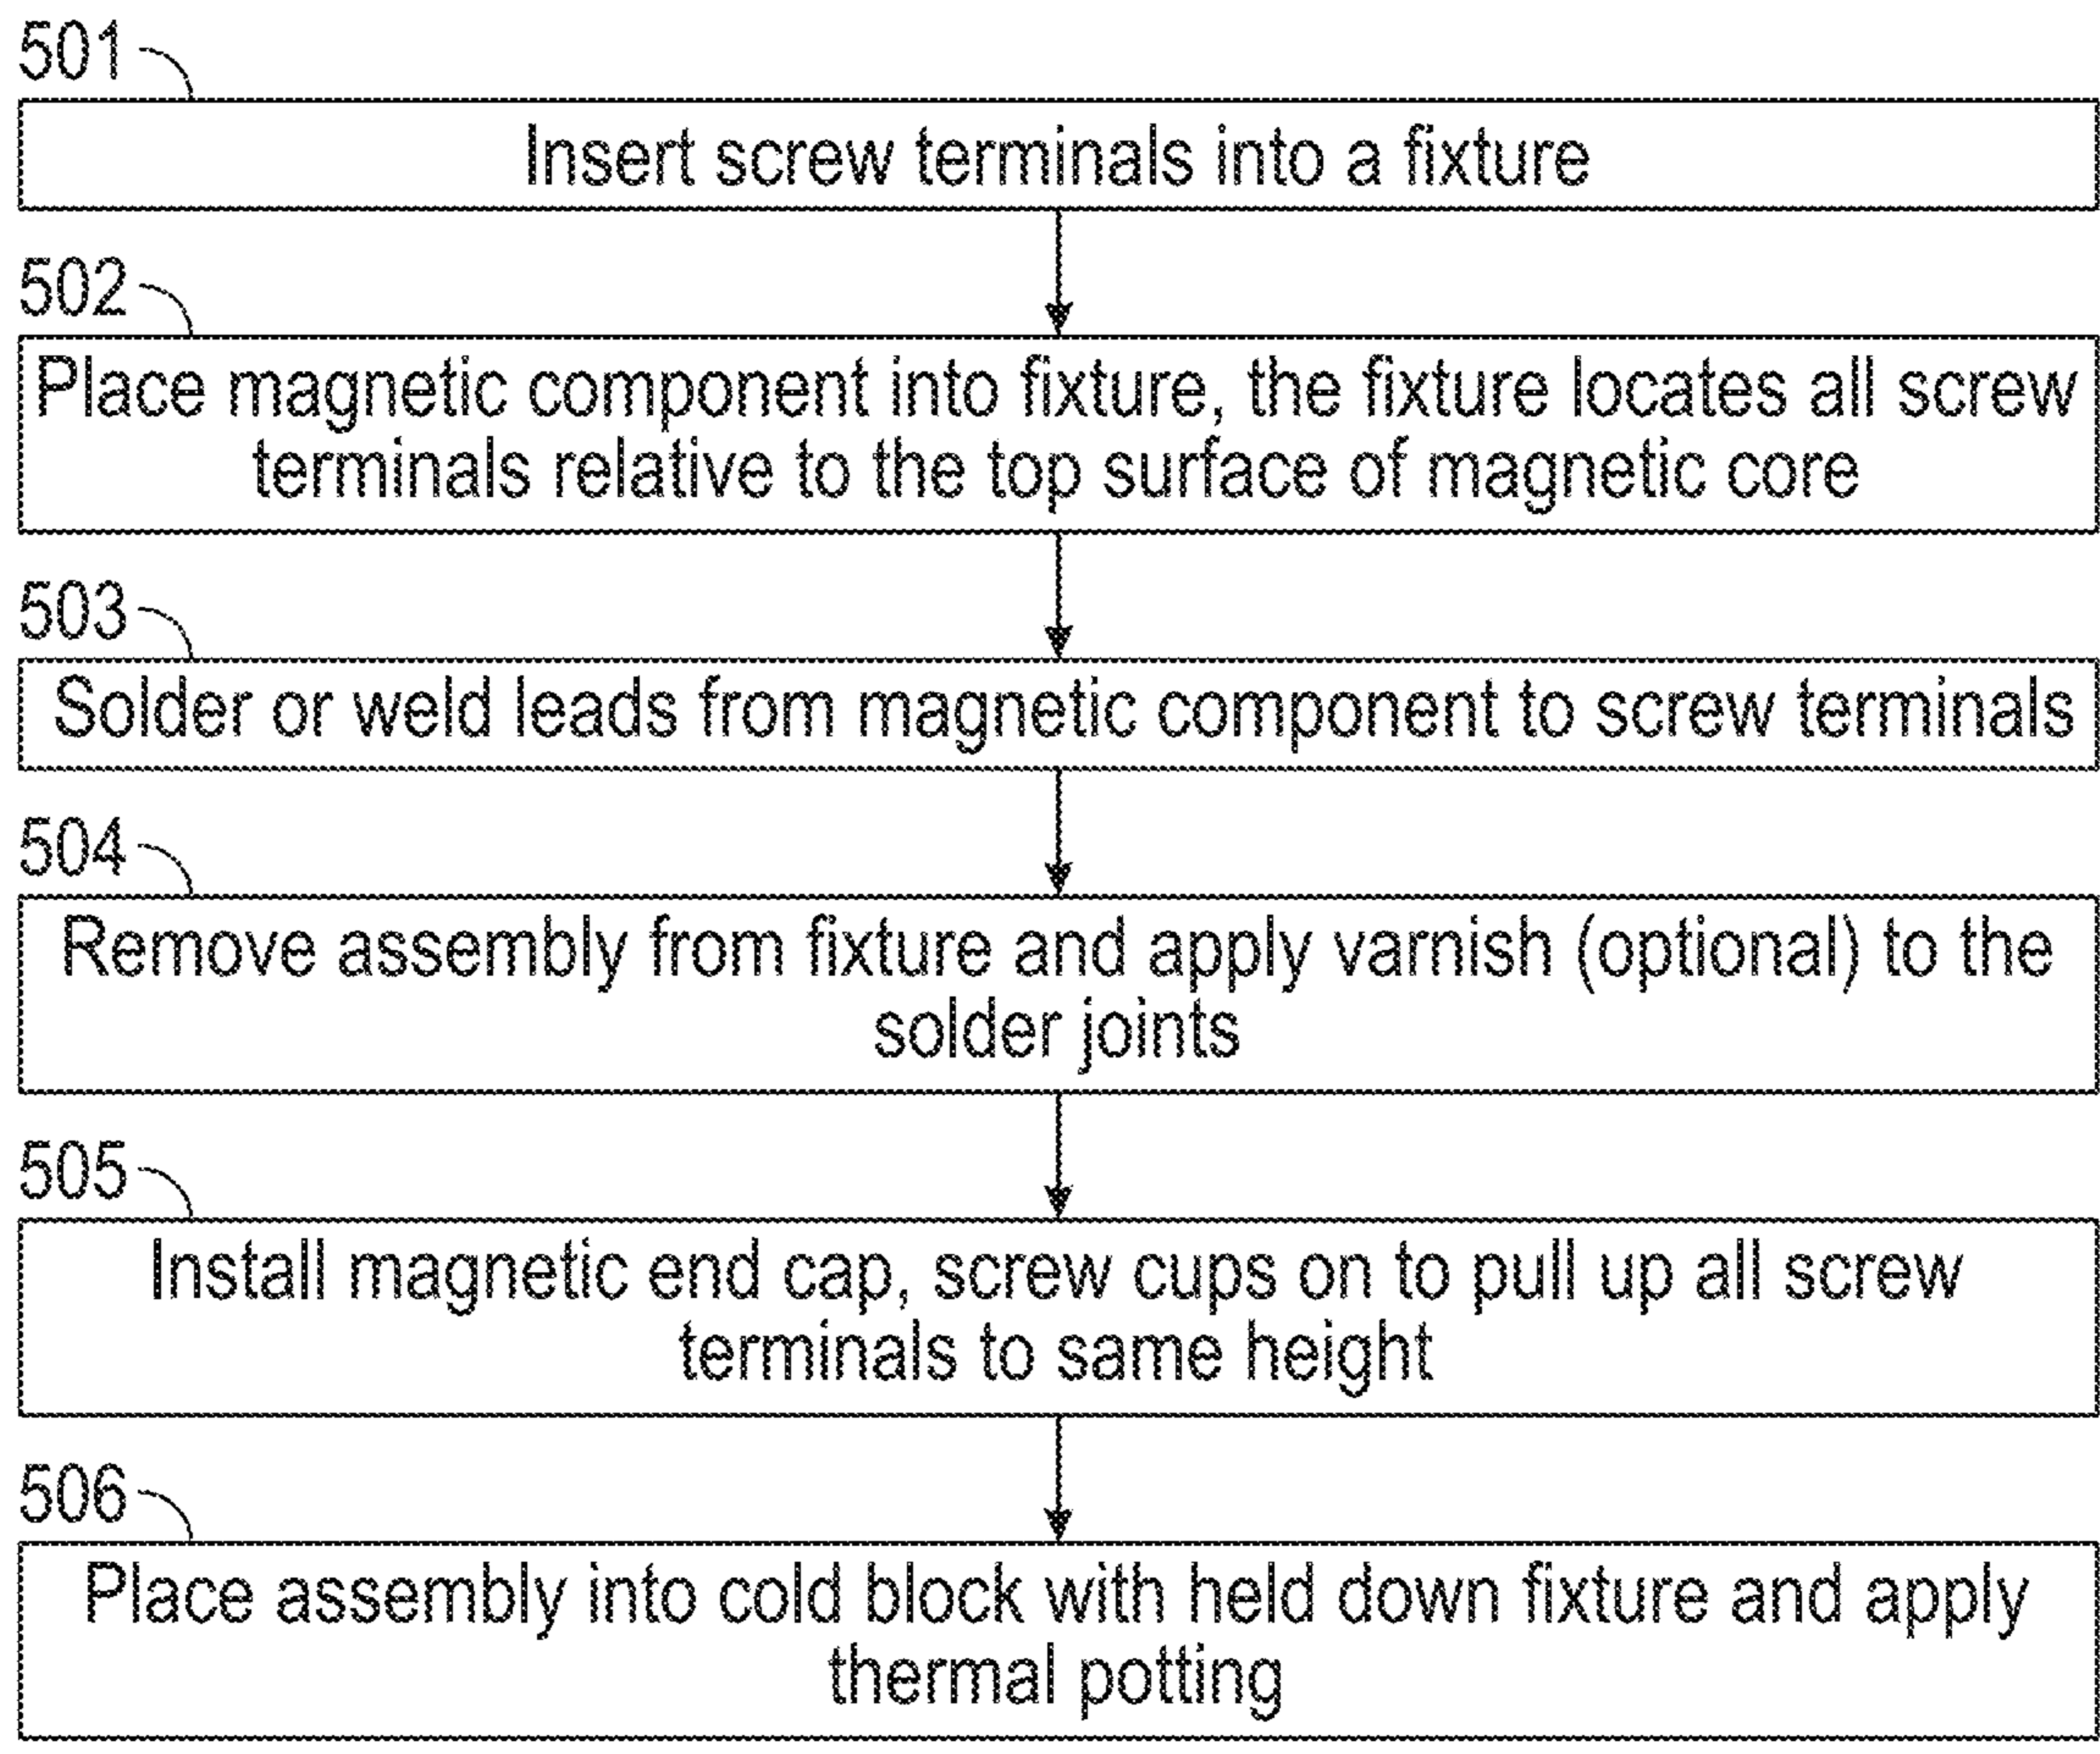 501
Insert screw terminals into a fixture
502
Place magnetic component into fixture, the fixture locates all screw
terminals relative to the top surface of magnetic core
503
Solder or weld leads from magnetic component to screw terminals
504
Remove assembly from fixture and apply varnish (optional) to the
solder joints
505
Install magnetic end cap, screw cups on to pull up all screw
terminals to same height
506
Place assembly into cold block with held down fixture and apply
thermal potting